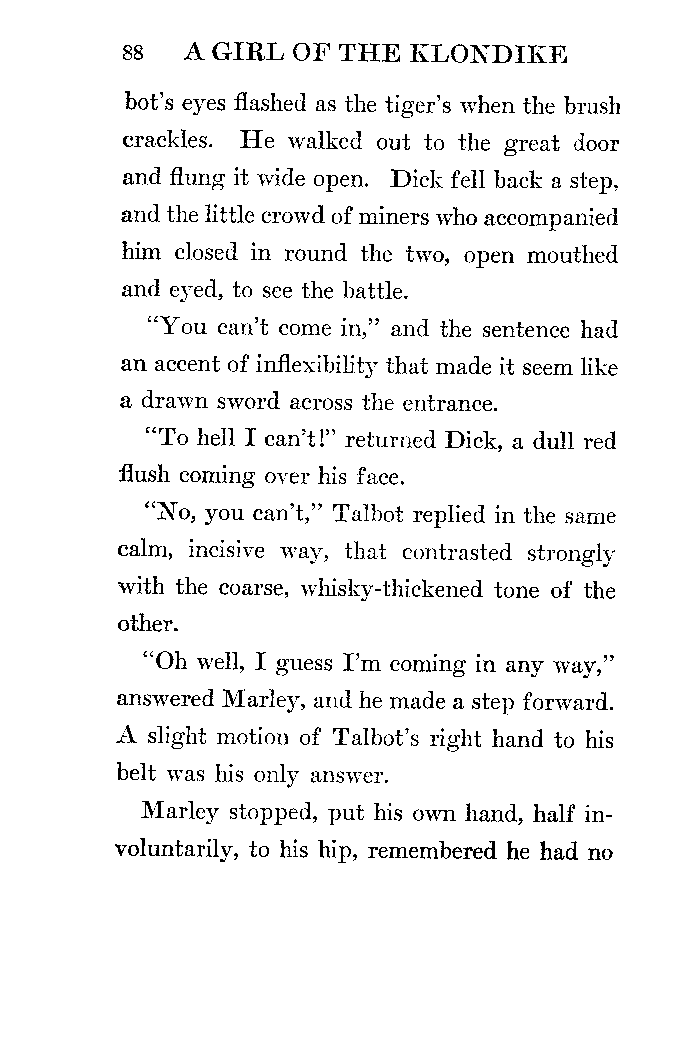 88 A GIRL OF THE KLONDIKE
bot's eyes flashed as the tiger's when the brush
crackles. He walked out to the great door
and flung it wide open. Dick fell back a step,
and the little crowd of miners who accompanied
him closed in round the two, open mouthed
and eyed, to see the battle.
"You can't come in," and the sentence had
an accent of inflexibility that made it seem like
a drawn sword across the entrance.
"To hell I can't!" returned Dick, a dull red
flush coming over his face.
"No, you can't," Talbot replied in the same
calm, incisive way, that contrasted strongly
with the coarse, whisky-thickened tone of the
other.
"Oh well, I guess I'm coming in any way,"
answered Marley, and he made a step forward.
A slight motion of Talbot's right hand to his
belt was his only answer.
Marley stopped, put his own hand, half in-
voluntarily, to his hip, remembered he had no